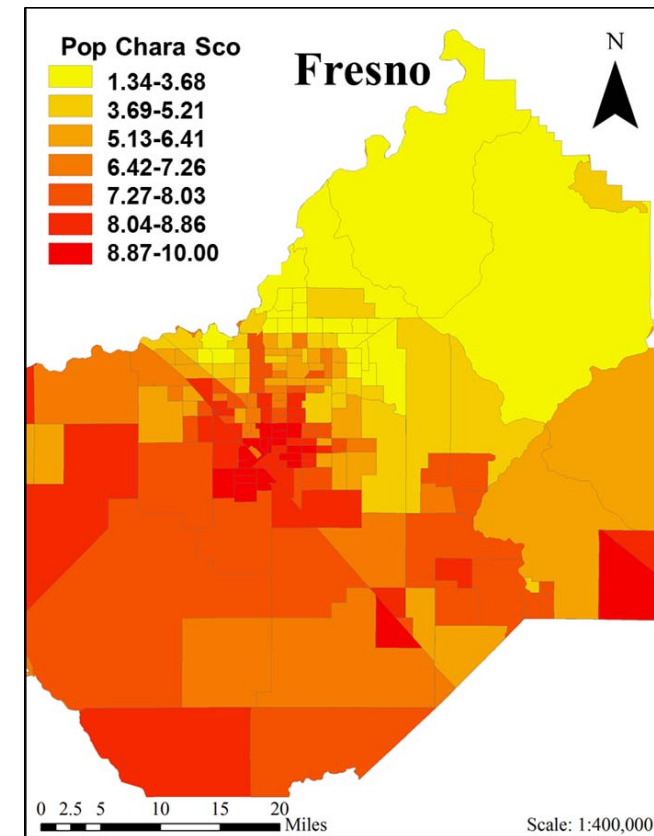 Pop Chara Sco
Fresno
N
1.34-3.68
3.69-5.21
5.13-6.41
6.42-7.26
7.27-8.03
8.04-8.86
8.87-10.00
0 2.5 5 10 15 20
Miles
Scale: 1:400,000